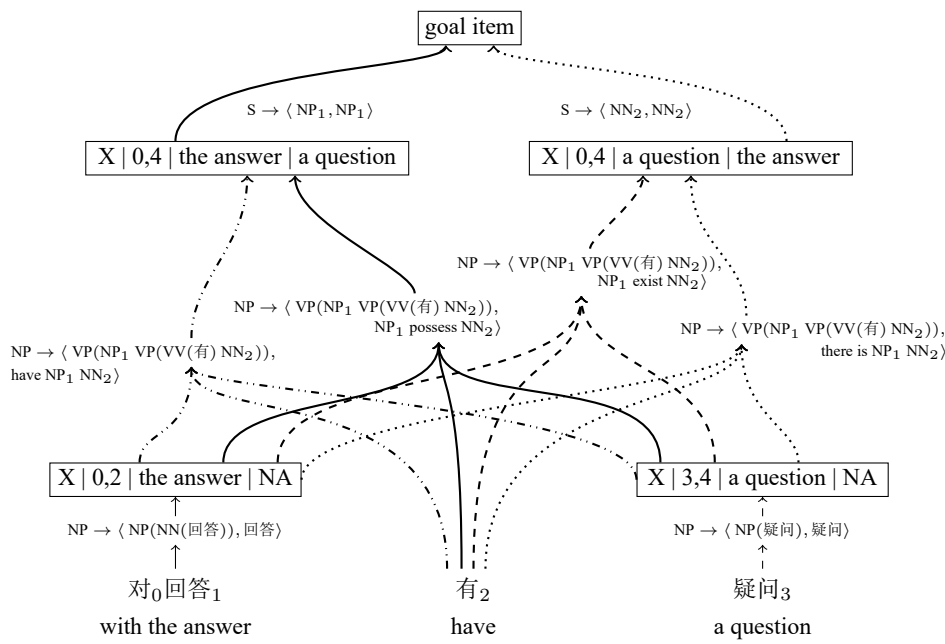 goal item
S → ⟨ NP₁, NP₁⟩
S → ⟨ NN₂, NN₂⟩
X | 0,4 | the answer | a question
X | 0,4 | a question | the answer
NP → ⟨ VP(NP₁ VP(VV(有) NN₂)),
NP₁ exist NN₂⟩
NP → ⟨ VP(NP₁ VP(VV(有) NN₂)),
NP₁ possess NN₂⟩
NP → ⟨ VP(NP₁ VP(VV(有) NN₂)),
there is NP₁ NN₂⟩
NP → ⟨ VP(NP₁ VP(VV(有) NN₂)),
have NP₁ NN₂⟩
X | 0,2 | the answer | NA
X | 3,4 | a question | NA
NP → ⟨ NP(NN(回答)), 回答⟩
NP → ⟨ NP(疑问), 疑问⟩
对₀回答₁
有₂
疑问₃
with the answer
have
a question